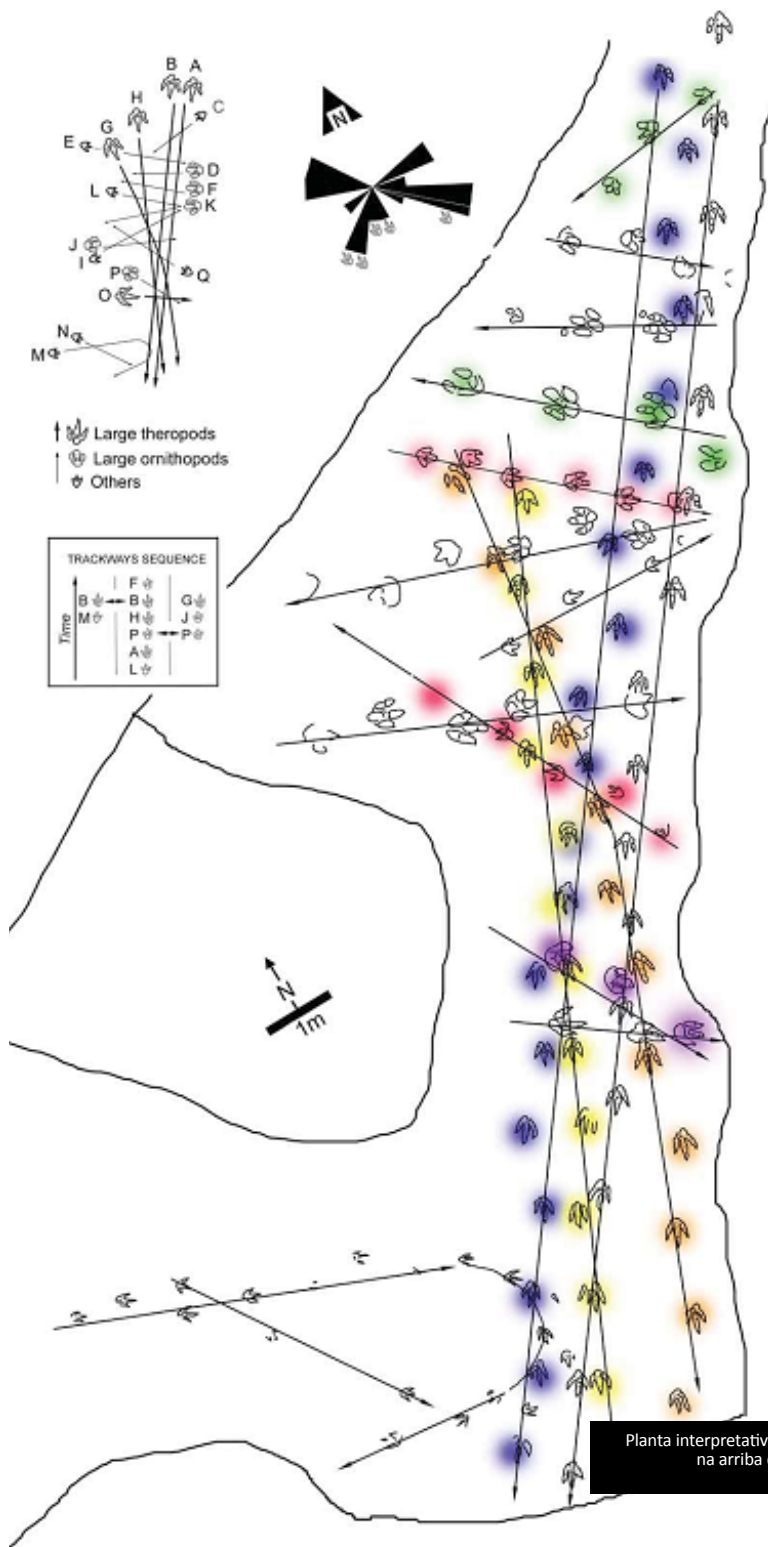 B A
H C
G
E
D
L F
K
J
I
P Q
O
N
M
N
Large theropods
Large ornithopods
Others
TRACKWAYS SEQUENCE
Time
F
B B G
M H J
P P
A
L
N
1m
Planta interpretativ
na arriba